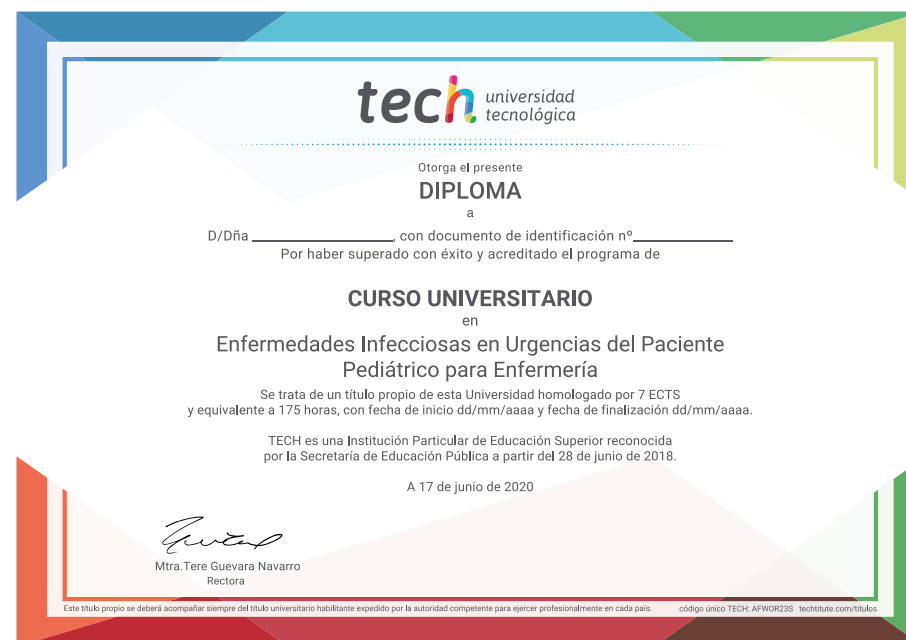 tech universidad
tecnológica
Otorga el presente
DIPLOMA
a
D/Dña ____________, con documento de identificación nº____________
Por haber superado con éxito y acreditado el programa de
CURSO UNIVERSITARIO
en
Enfermedades Infecciosas en Urgencias del Paciente
Pediátrico para Enfermería
Se trata de un título propio de esta Universidad homologado por 7 ECTS
y equivalente a 175 horas, con fecha de inicio dd/mm/aaaa y fecha de finalización dd/mm/aaaa.
TECH es una Institución Particular de Educación Superior reconocida
por la Secretaría de Educación Pública a partir del 28 de junio de 2018.
A 17 de junio de 2020
Mtra.Tere Guevara Navarro
Rectora
Este título propio se deberá acompañar siempre del título universitario habilitante expedido por la autoridad competente para ejercer profesionalmente en cada país. código único TECH: AFWOR23S techtitute.com/titulos